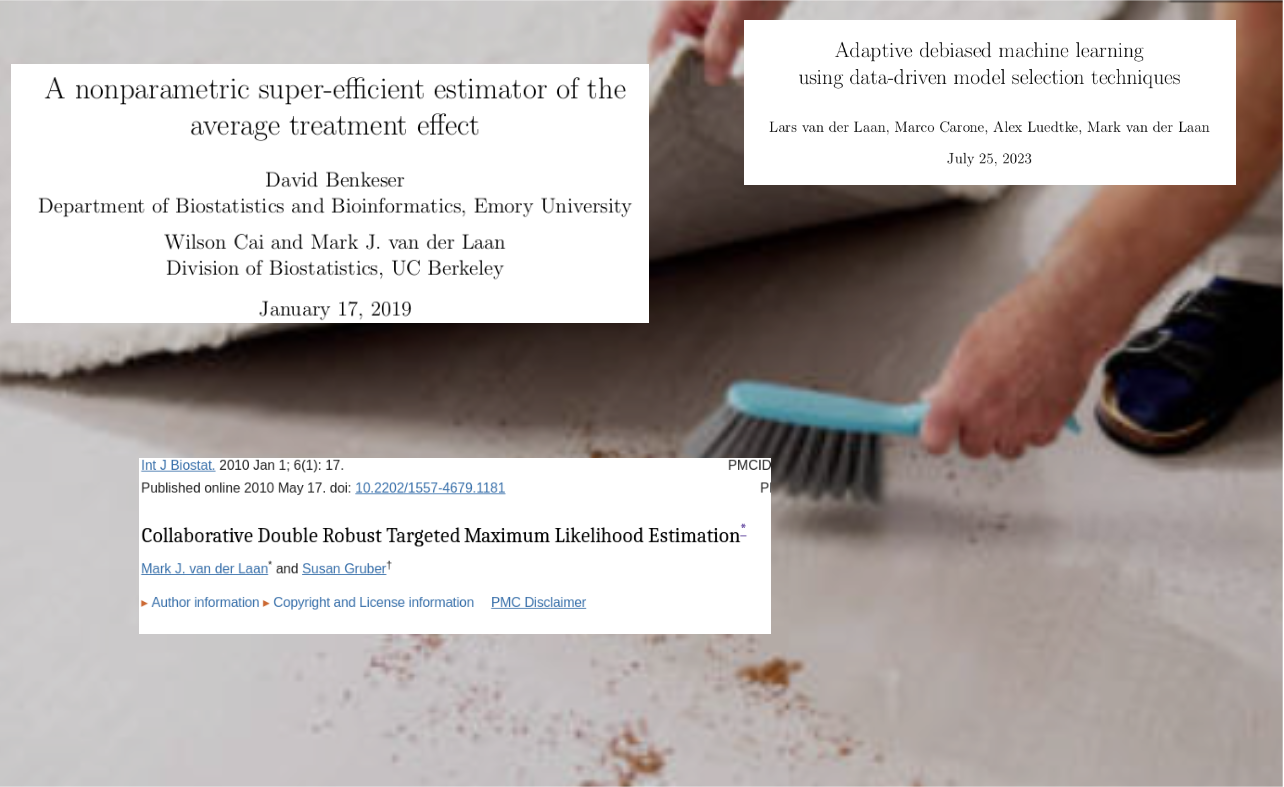 A nonparametric super-efficient estimator of the
average treatment effect
David Benkeser
Department of Biostatistics and Bioinformatics, Emory University
Wilson Cai and Mark J. van der Laan
Division of Biostatistics, UC Berkeley
January 17, 2019
Adaptive debiased machine learning
using data-driven model selection techniques
Lars van der Laan, Marco Carone, Alex Luedtke, Mark van der Laan
July 25, 2023
Int J Biostat. 2010 Jan 1; 6(1): 17. PMCID
Published online 2010 May 17. doi: 10.2202/1557-4679.1181
Collaborative Double Robust Targeted Maximum Likelihood Estimation*
Mark J. van der Laan* and Susan Gruber†
▸ Author information ▸ Copyright and License information PMC Disclaimer